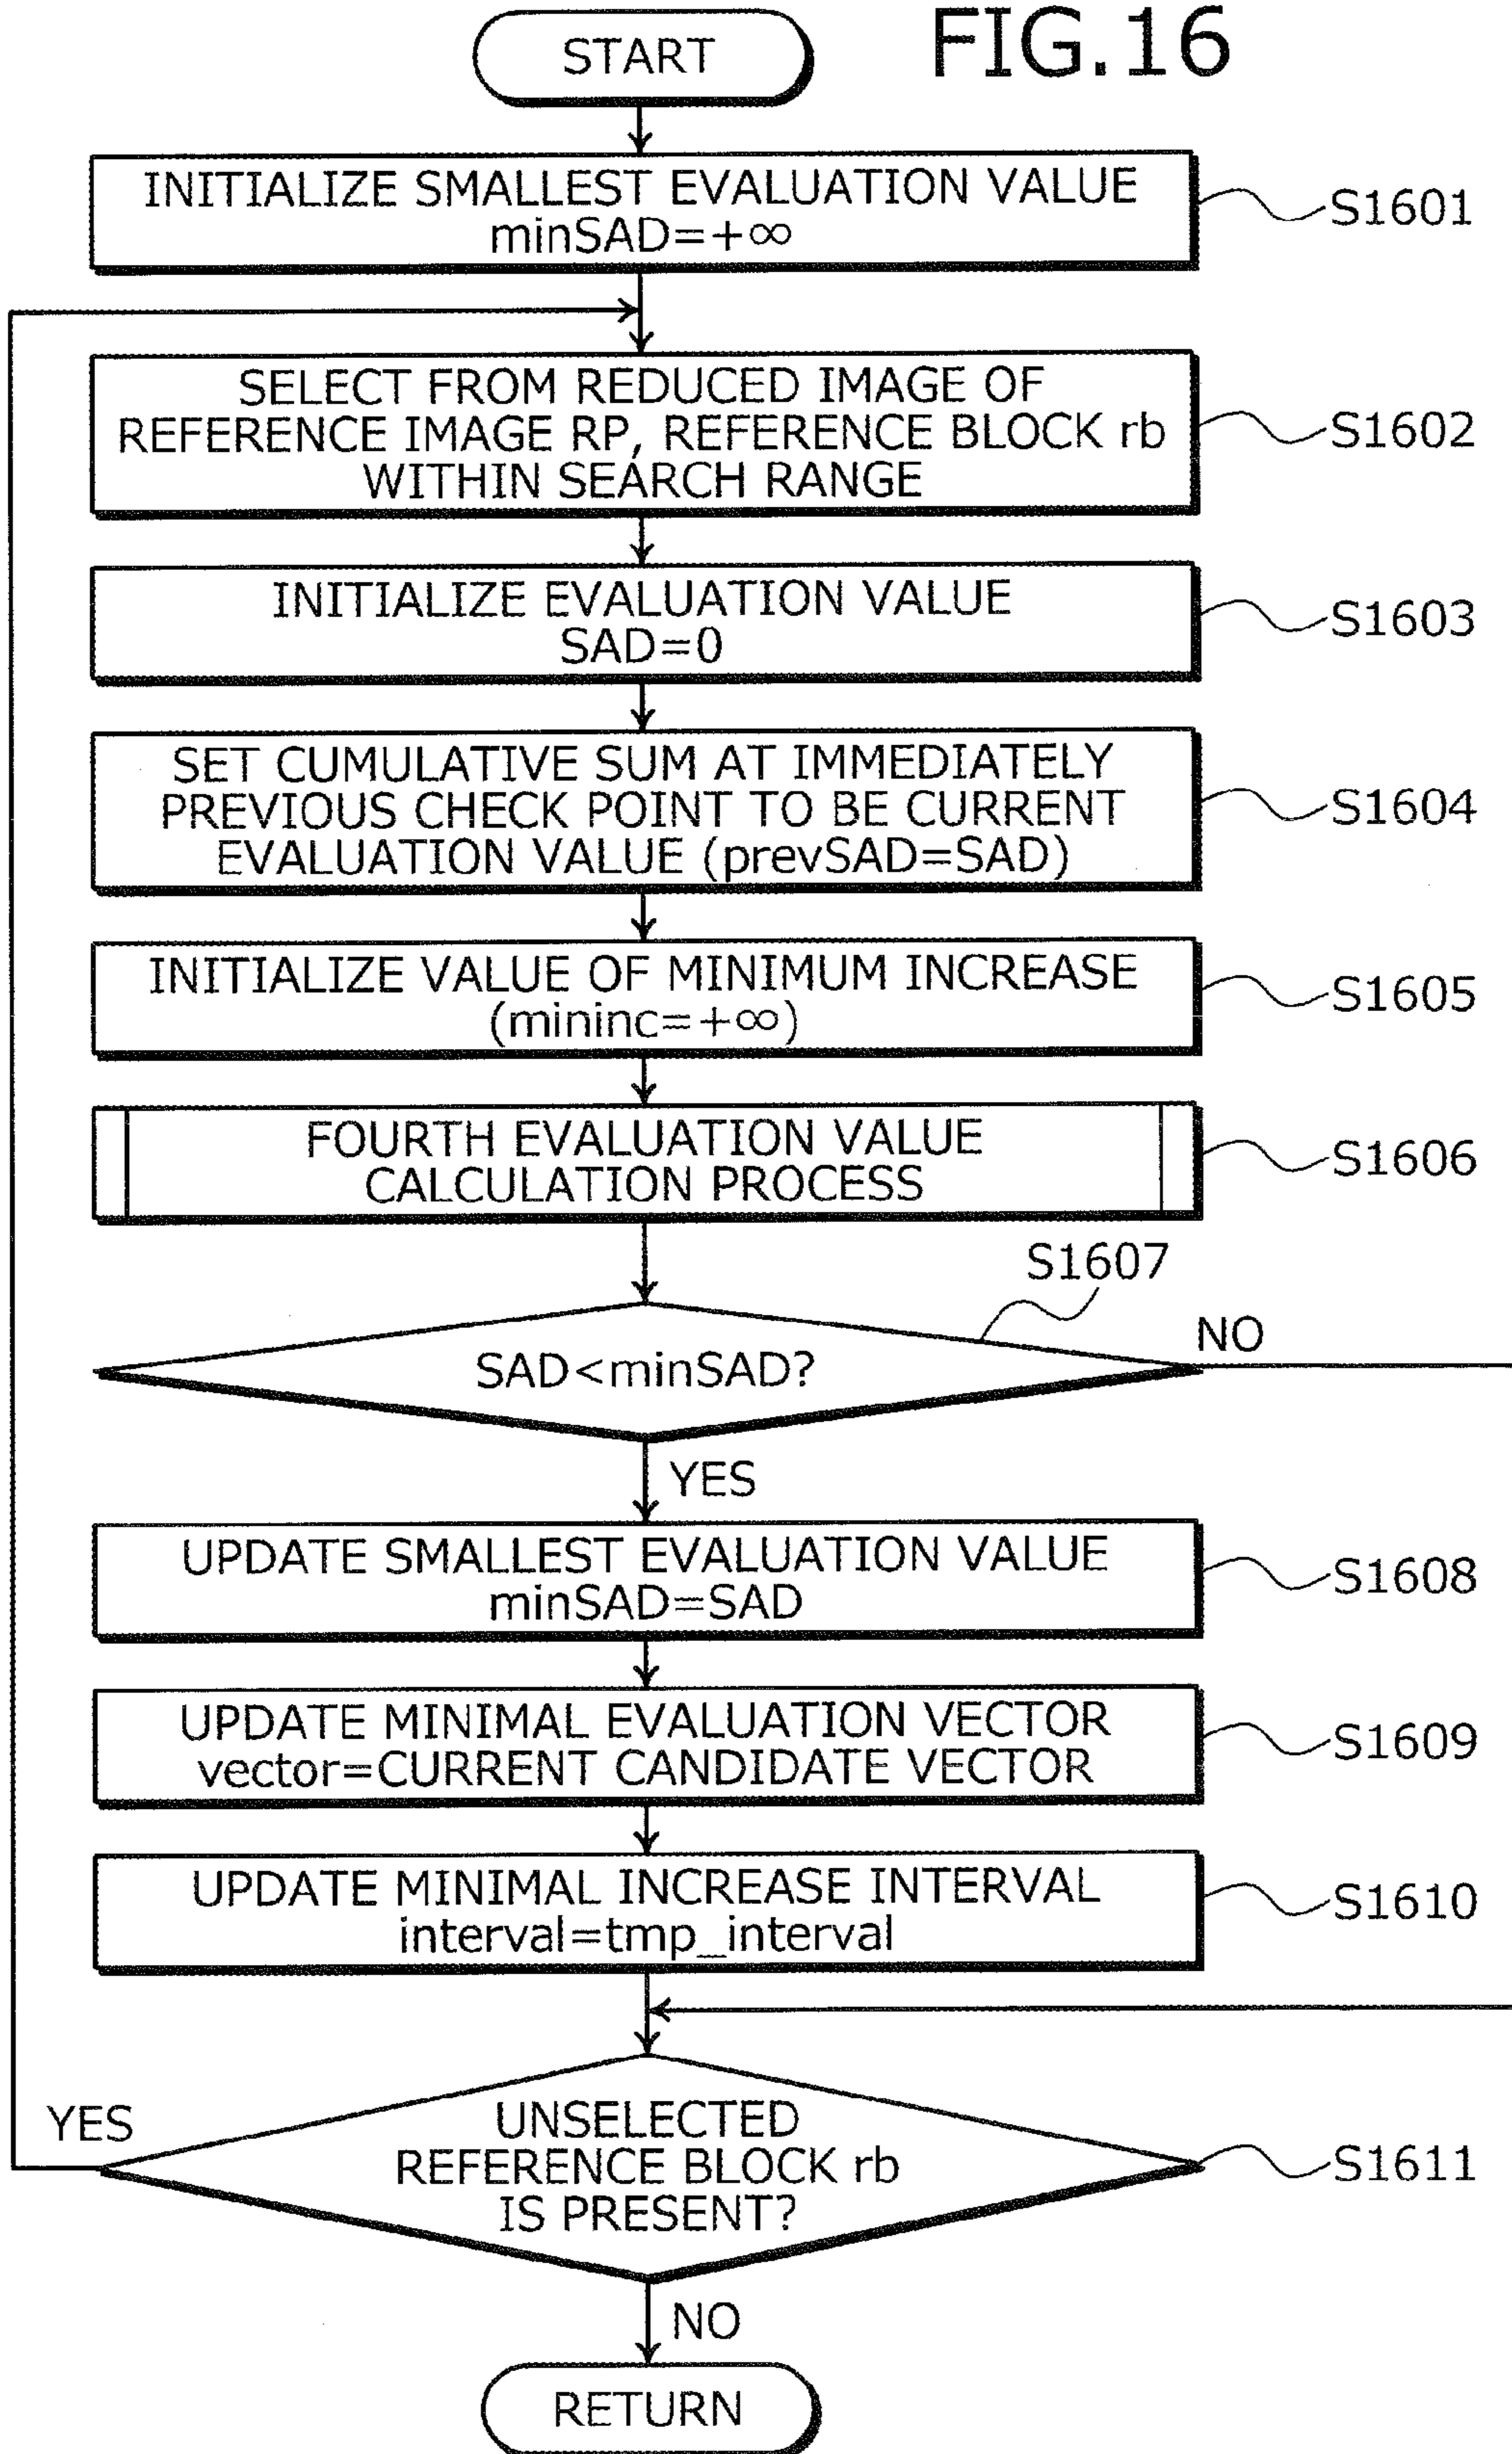 FIG.16
START
INITIALIZE SMALLEST EVALUATION VALUE
minSAD=+∞
S1601
SELECT FROM REDUCED IMAGE OF
REFERENCE IMAGE RP, REFERENCE BLOCK rb
WITHIN SEARCH RANGE
S1602
INITIALIZE EVALUATION VALUE
SAD=0
S1603
SET CUMULATIVE SUM AT IMMEDIATELY
PREVIOUS CHECK POINT TO BE CURRENT
EVALUATION VALUE (prevSAD=SAD)
S1604
INITIALIZE VALUE OF MINIMUM INCREASE
(mininc=+∞)
S1605
FOURTH EVALUATION VALUE
CALCULATION PROCESS
S1606
S1607
SAD<minSAD?
NO
YES
UPDATE SMALLEST EVALUATION VALUE
minSAD=SAD
S1608
UPDATE MINIMAL EVALUATION VECTOR
vector=CURRENT CANDIDATE VECTOR
S1609
UPDATE MINIMAL INCREASE INTERVAL
interval=tmp_interval
S1610
YES
UNSELECTED
REFERENCE BLOCK rb
IS PRESENT?
S1611
NO
RETURN